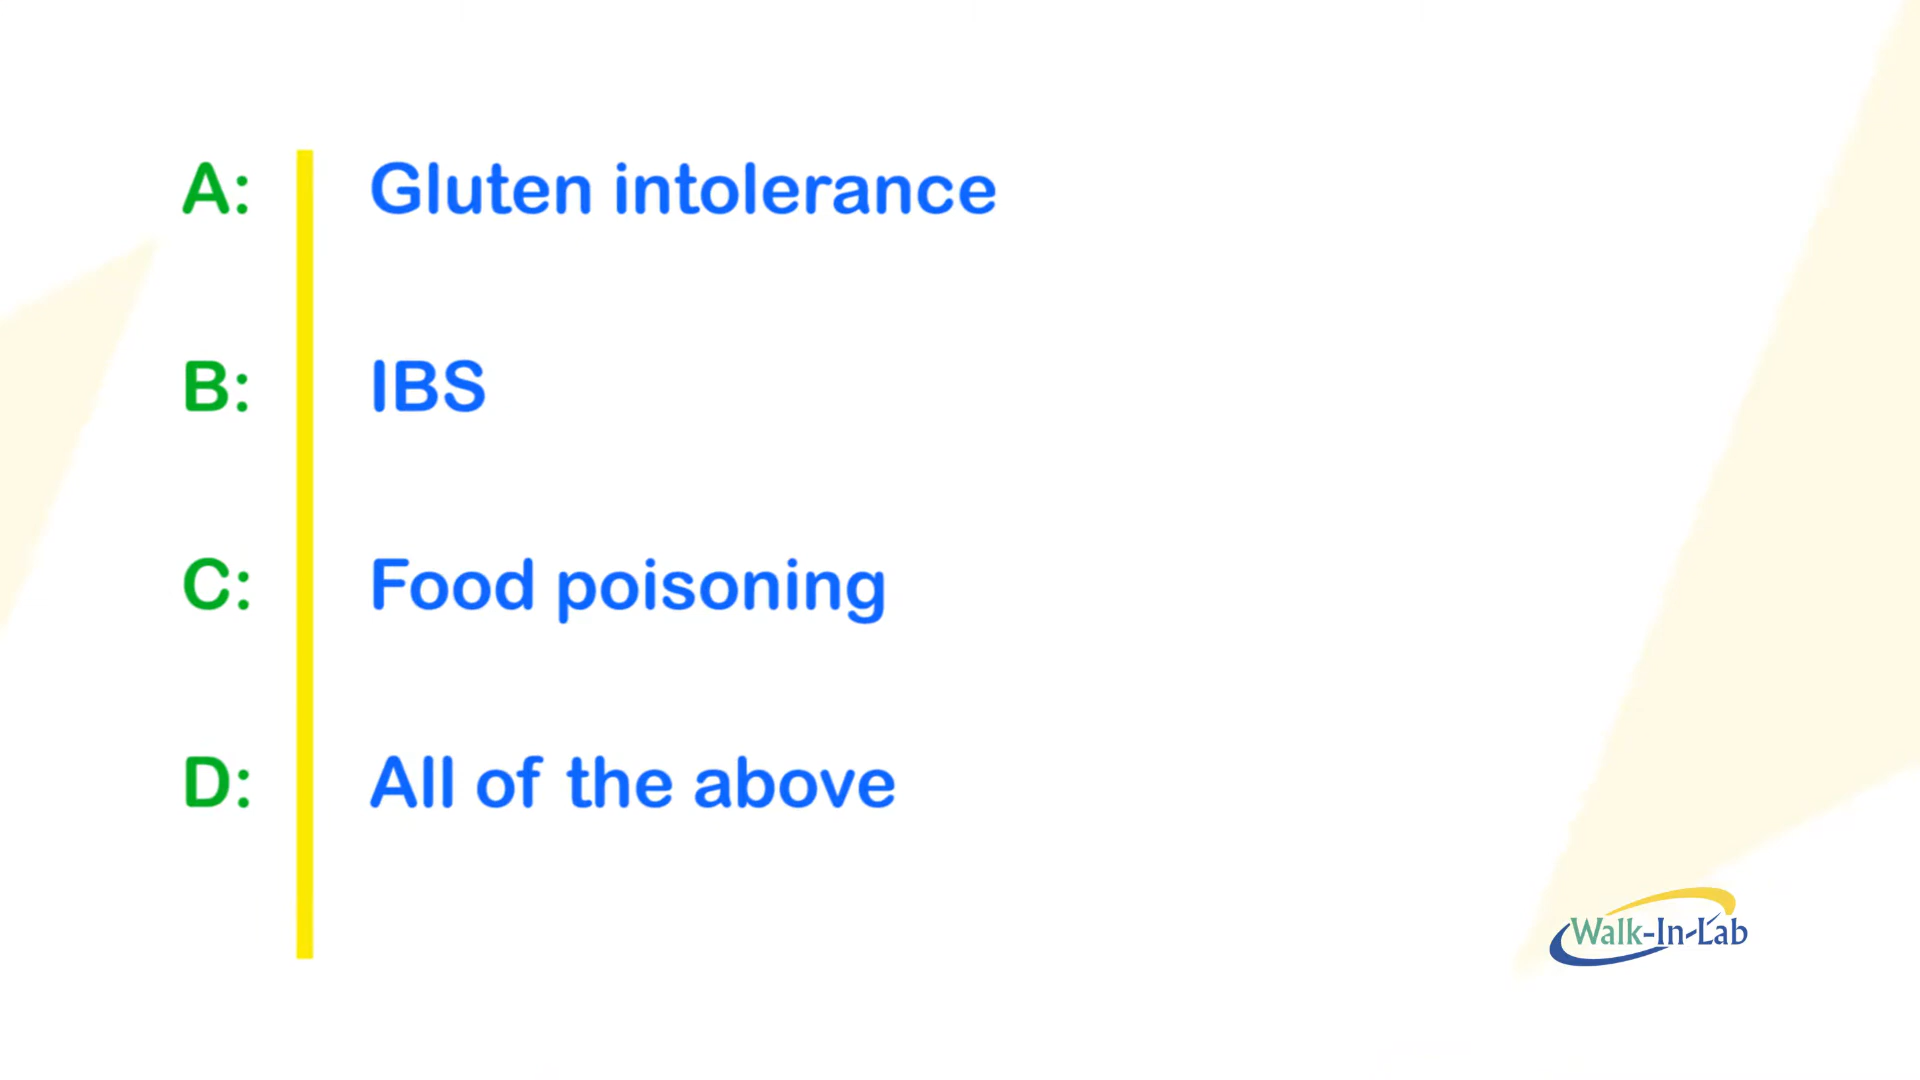 A: Gluten intolerance
B: IBS
C: Food poisoning
D: All of the above
Walk-In-Lab